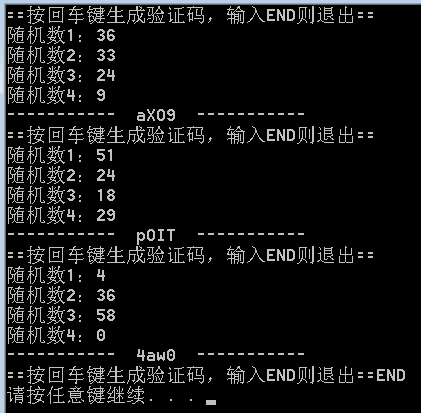 ==按回车键生成验证码，输入END则退出==
随机数1：36
随机数2：33
随机数3：24
随机数4：9
-----------  aXO9  -----------
==按回车键生成验证码，输入END则退出==
随机数1：51
随机数2：24
随机数3：18
随机数4：29
-----------  pOIT  -----------
==按回车键生成验证码，输入END则退出==
随机数1：4
随机数2：36
随机数3：58
随机数4：0
-----------  4aw0  -----------
==按回车键生成验证码，输入END则退出==END
请按任意键继续. . .